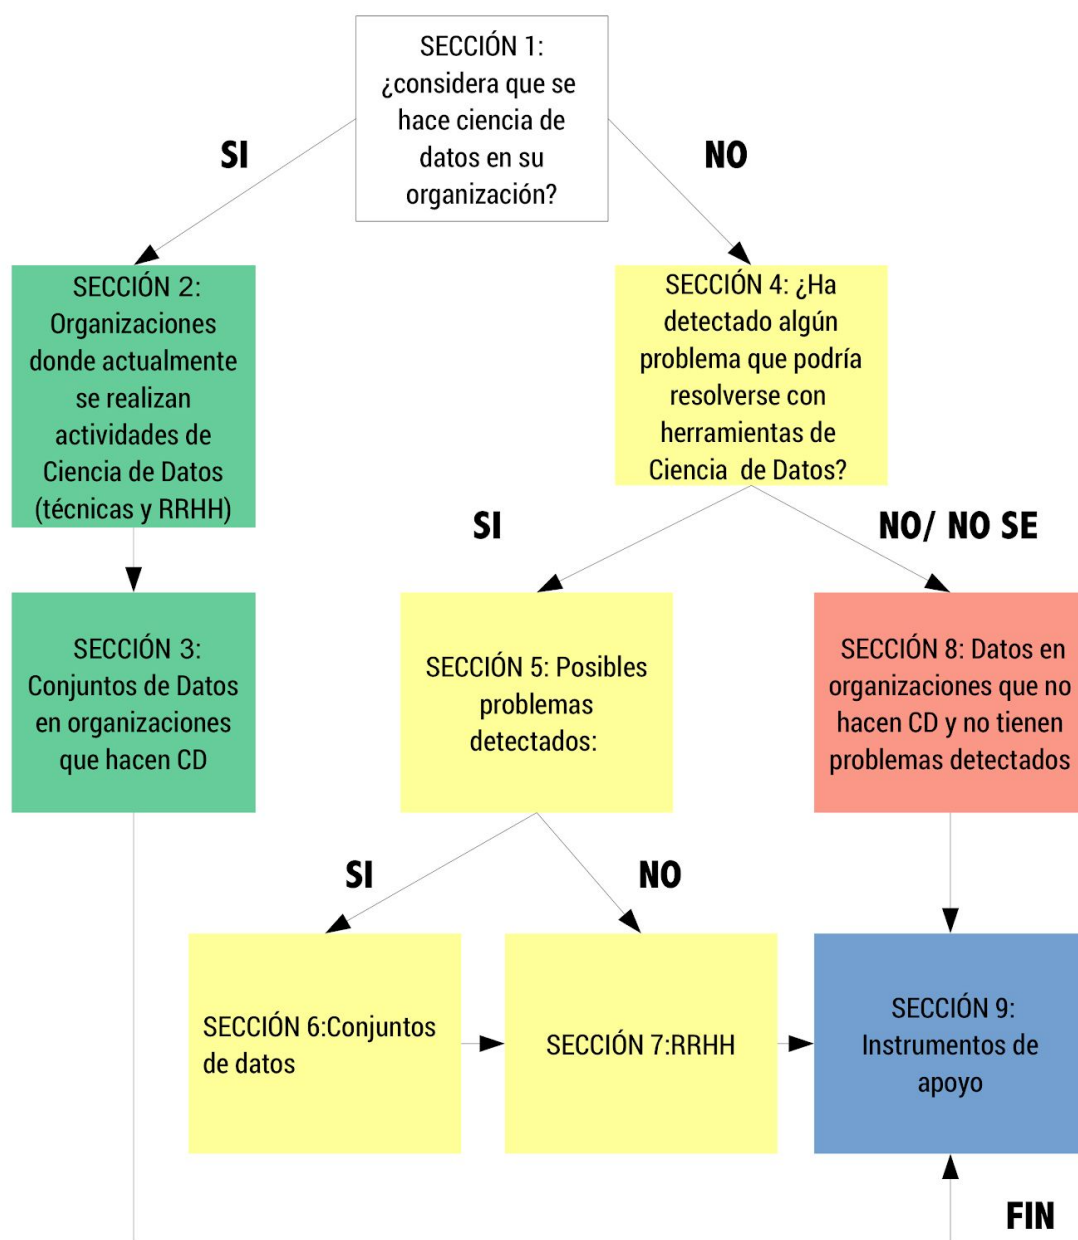 SECCIÓN 1:
¿considera que se
hace ciencia de
datos en su
organización?
SI
NO
SECCIÓN 2:
Organizaciones
donde actualmente
se realizan
actividades de
Ciencia de Datos
(técnicas y RRHH)
SECCIÓN 4: ¿Ha
detectado algún
problema que podría
resolverse con
herramientas de
Ciencia de Datos?
SI
NO/ NO SE
SECCIÓN 3:
Conjuntos de Datos
en organizaciones
que hacen CD
SECCIÓN 5: Posibles
problemas
detectados:
SECCIÓN 8: Datos en
organizaciones que no
hacen CD y no tienen
problemas detectados
SI
NO
SECCIÓN 6:Conjuntos
de datos
SECCIÓN 7:RRHH
SECCIÓN 9:
Instrumentos de
apoyo
FIN